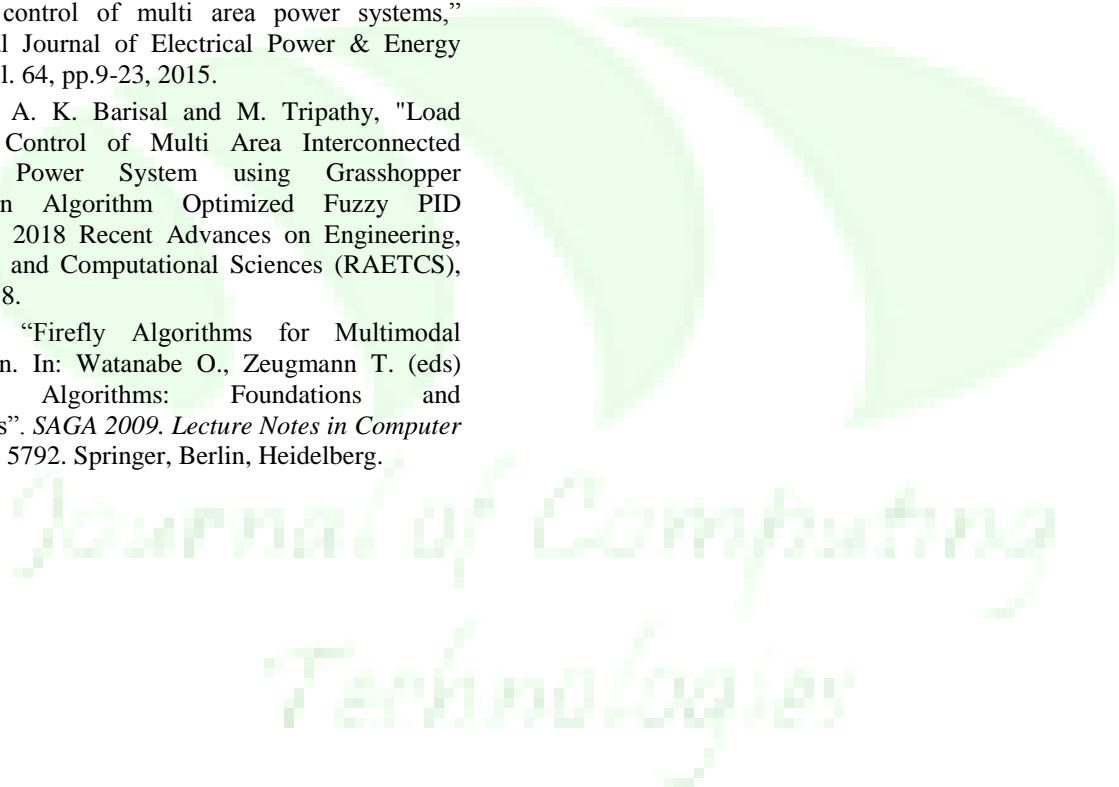 control of multi area power systems,”
al Journal of Electrical Power & Energy
l. 64, pp.9-23, 2015.
A. K. Barisal and M. Tripathy, "Load
Control of Multi Area Interconnected
Power System using Grasshopper
n Algorithm Optimized Fuzzy PID
2018 Recent Advances on Engineering,
and Computational Sciences (RAETCS),
8.
“Firefly Algorithms for Multimodal
n. In: Watanabe O., Zeugmann T. (eds)
Algorithms: Foundations and
s”. SAGA 2009. Lecture Notes in Computer
5792. Springer, Berlin, Heidelberg.
Journal of Computing
Technologies